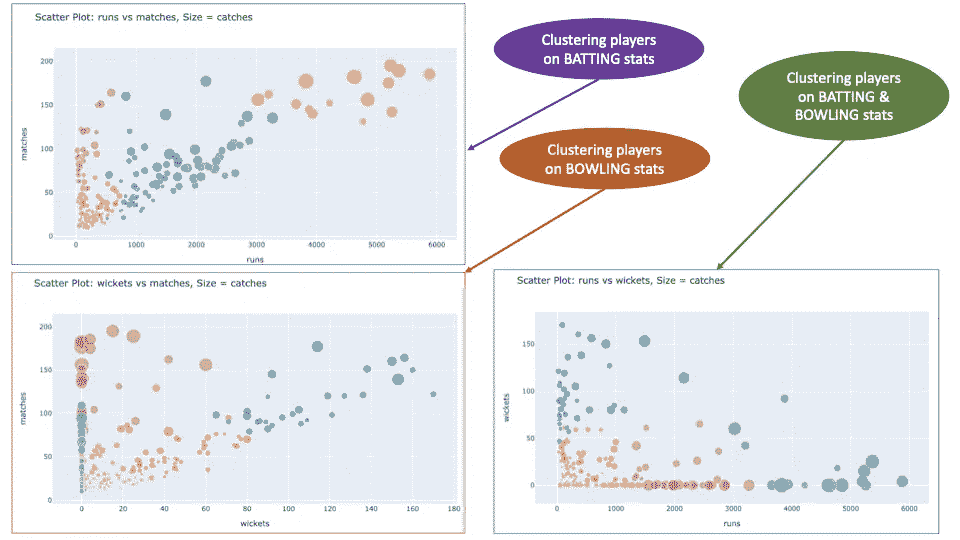 Scatter Plot: runs vs matches, Size = catches
200
150
100
50
0
matches
0 1000 2000 3000 4000 5000 6000
runs
Clustering players
on BATTING stats
Clustering players
on BOWLING stats
Clustering players
on BATTING &
BOWLING stats
Scatter Plot: wickets vs matches, Size = catches
200
150
100
50
0
matches
0 20 40 60 80 100 120 140 160 180
wickets
Scatter Plot: runs vs wickets, Size = catches
150
100
50
0
wickets
0 1000 2000 3000 4000 5000 6000
runs